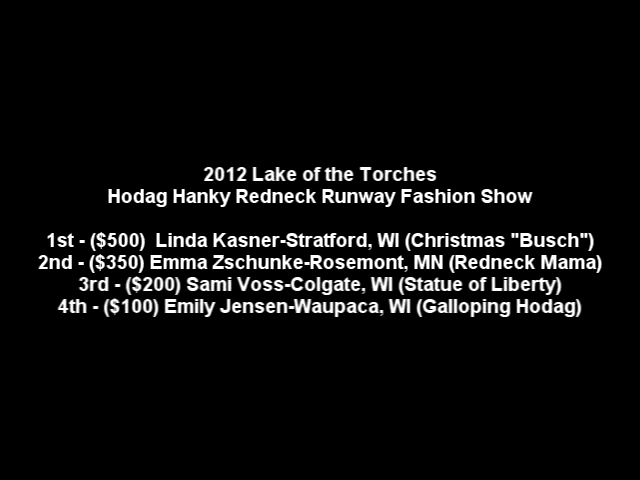 2012 Lake of the Torches
Hodag Hanky Redneck Runway Fashion Show
1st - ($500)  Linda Kasner-Stratford, WI (Christmas "Busch")
2nd - ($350) Emma Zschunke-Rosemont, MN (Redneck Mama)
3rd - ($200) Sami Voss-Colgate, WI (Statue of Liberty)
4th - ($100) Emily Jensen-Waupaca, WI (Galloping Hodag)